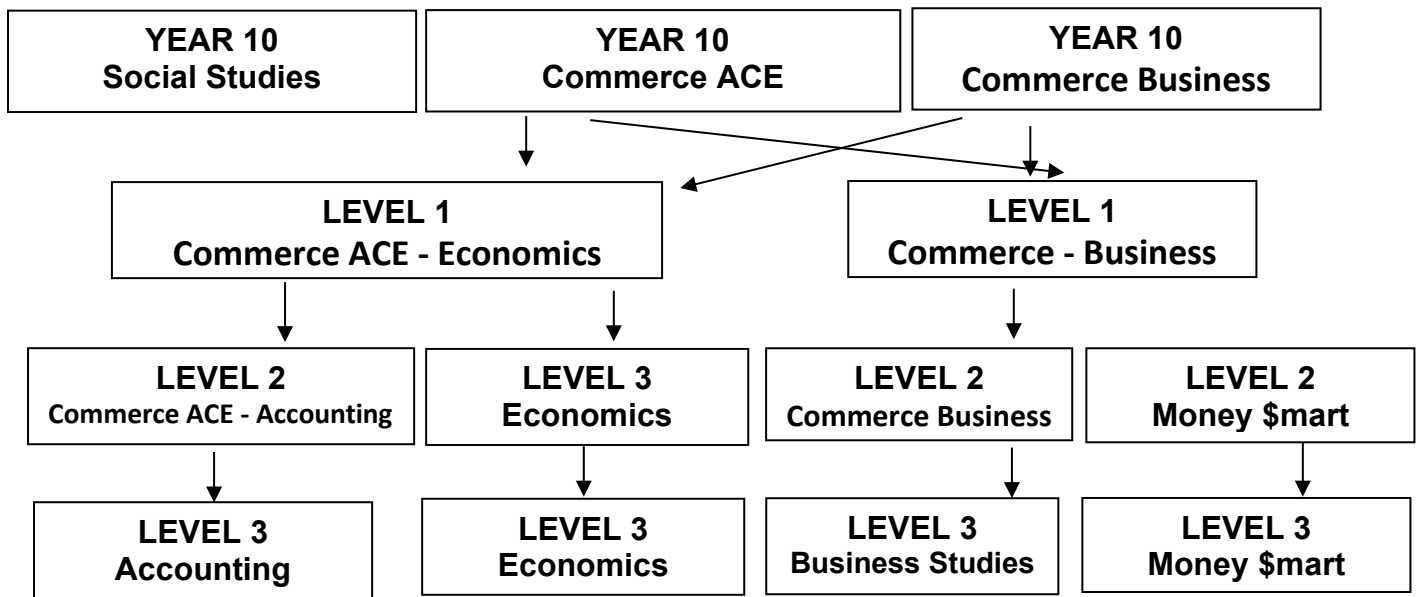 YEAR 10
Social Studies
YEAR 10
Commerce ACE
YEAR 10
Commerce Business
LEVEL 1
Commerce ACE - Economics
LEVEL 1
Commerce - Business
LEVEL 2
Commerce ACE - Accounting
LEVEL 3
Economics
LEVEL 2
Commerce Business
LEVEL 2
Money $mart
LEVEL 3
Accounting
LEVEL 3
Economics
LEVEL 3
Business Studies
LEVEL 3
Money $mart